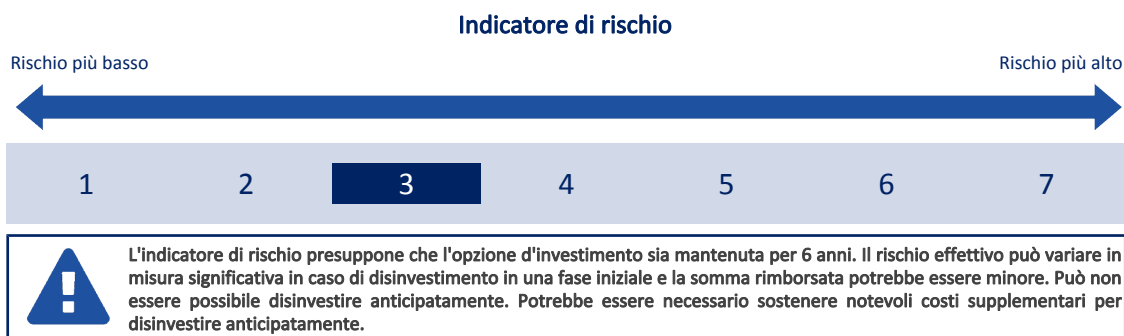 Indicatore di rischio
Rischio più basso Rischio più alto
1 2 3 4 5 6 7
L'indicatore di rischio presuppone che l'opzione d'investimento sia mantenuta per 6 anni. Il rischio effettivo può variare in
misura significativa in caso di disinvestimento in una fase iniziale e la somma rimborsata potrebbe essere minore. Può non
essere possibile disinvestire anticipatamente. Potrebbe essere necessario sostenere notevoli costi supplementari per
disinvestire anticipatamente.